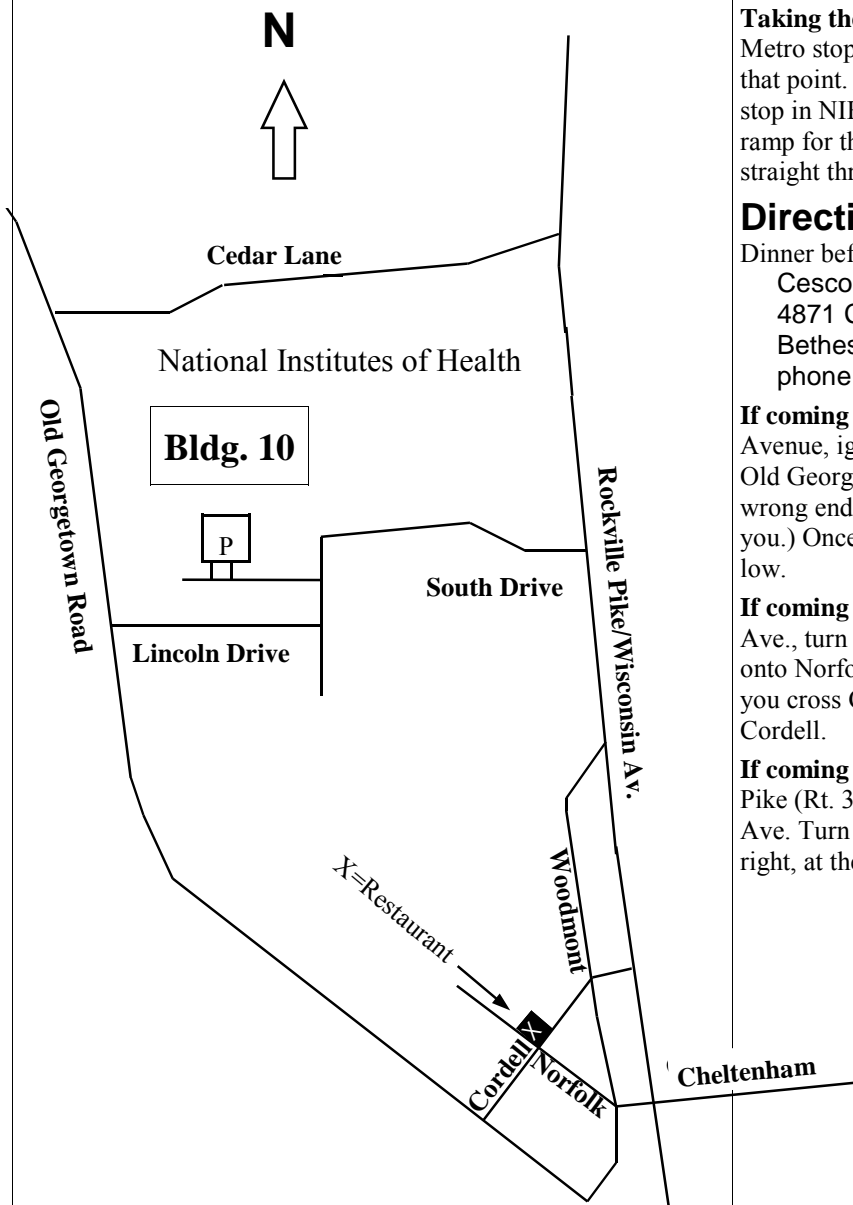 N
Cedar Lane
National Institutes of Health
Bldg. 10
P
Old Georgetown Road
Rockville Pike/Wisconsin Av.
South Drive
Lincoln Drive
Woodmont
X=Restaurant
X
Cordell
Norfolk
Cheltenham
Taking the
Metro stop
that point.
stop in NI
ramp for th
straight thr
Directi
Dinner bef
Cesco
4871 C
Bethes
phone
If coming
Avenue, ig
Old Georg
wrong end
you.) Once
low.
If coming
Ave., turn
onto Norfo
you cross C
Cordell.
If coming
Pike (Rt. 3
Ave. Turn
right, at the